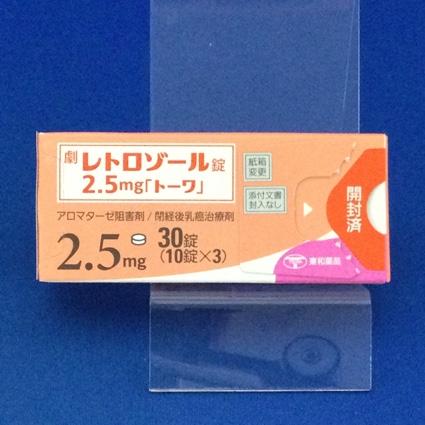 劇 レトロゾール錠
2.5mg「トーワ」
紙箱
変更
添付文書
封入なし
開封済
アロマターゼ阻害剤/閉経後乳癌治療剤
2.5mg
30錠
(10錠×3)
東和薬品